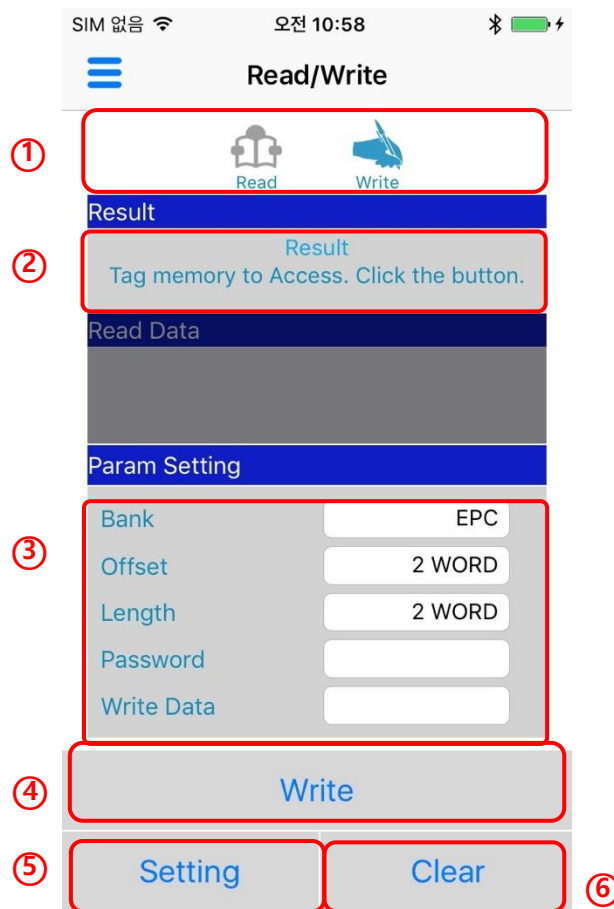 SIM 없음 오전 10:58
Read/Write
① Read Write
Result
② Result
Tag memory to Access. Click the button.
Read Data
Param Setting
③ Bank EPC
Offset 2 WORD
Length 2 WORD
Password
Write Data
④ Write
⑤ Setting Clear ⑥